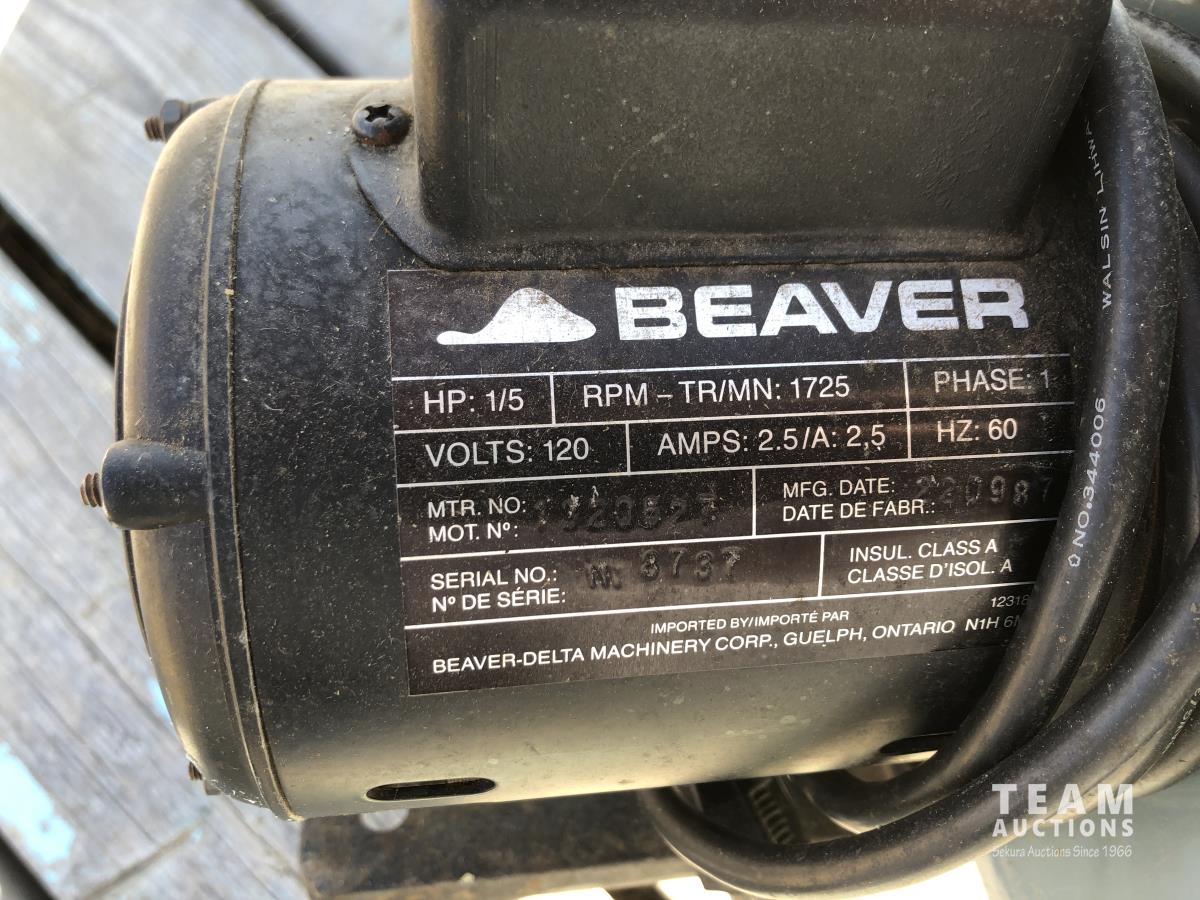 BEAVER
HP: 1/5 RPM – TR/MN: 1725 PHASE: 1
VOLTS: 120 AMPS: 2.5/A: 2,5 HZ: 60
MTR. NO: MFG. DATE:
MOT. Nº: DATE DE FABR.:
SERIAL NO.: 3737 INSUL. CLASS A
Nº DE SÉRIE: CLASSE D'ISOL. A
IMPORTED BY/IMPORTÉ PAR
BEAVER-DELTA MACHINERY CORP., GUELPH, ONTARIO N1H
WALSIN LIHWA
NO.344006
TEAM
AUCTIONS
Sekura Auctions Since 1966